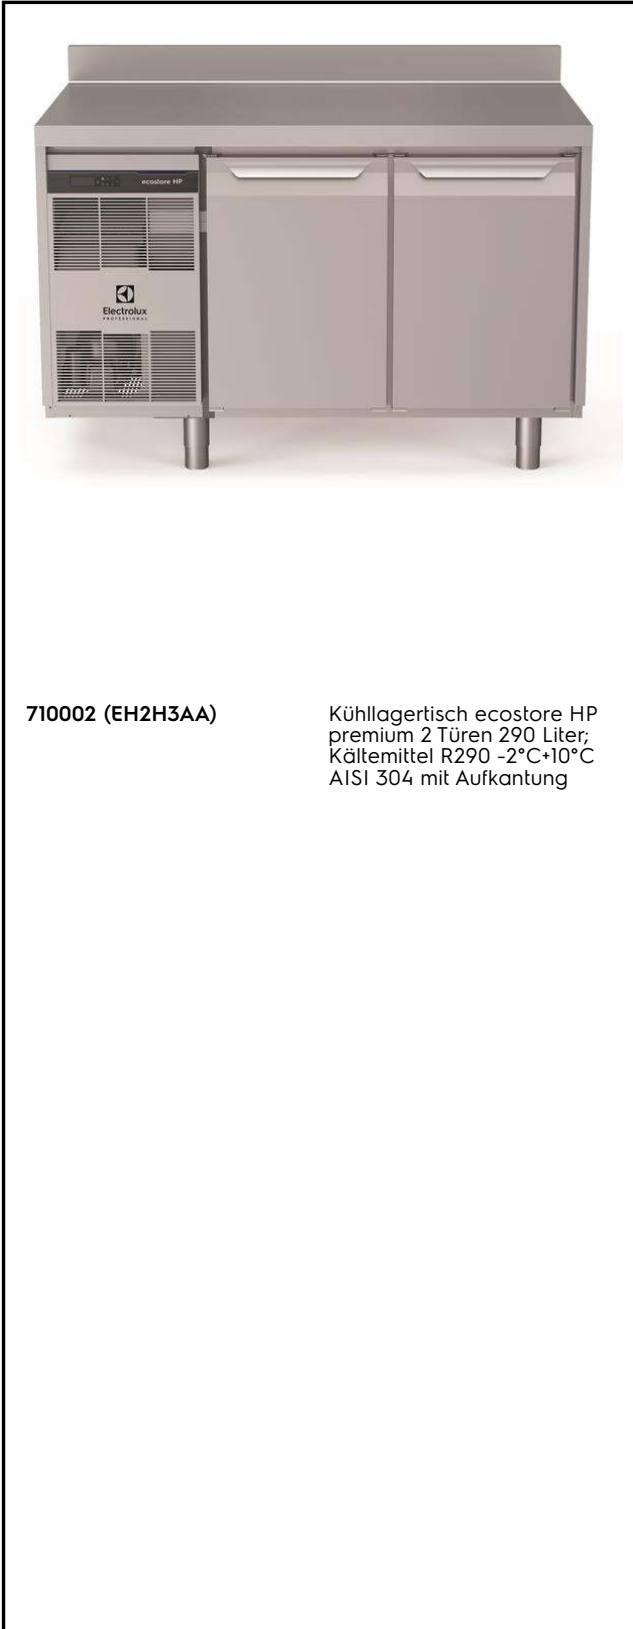 ecostore HP
Electrolux
PROFESSIONAL
710002 (EH2H3AA)
Kühllagertisch ecostore HP
premium 2 Türen 290 Liter;
Kältemittel R290 -2°C+10°C
AISI 304 mit Aufkantung